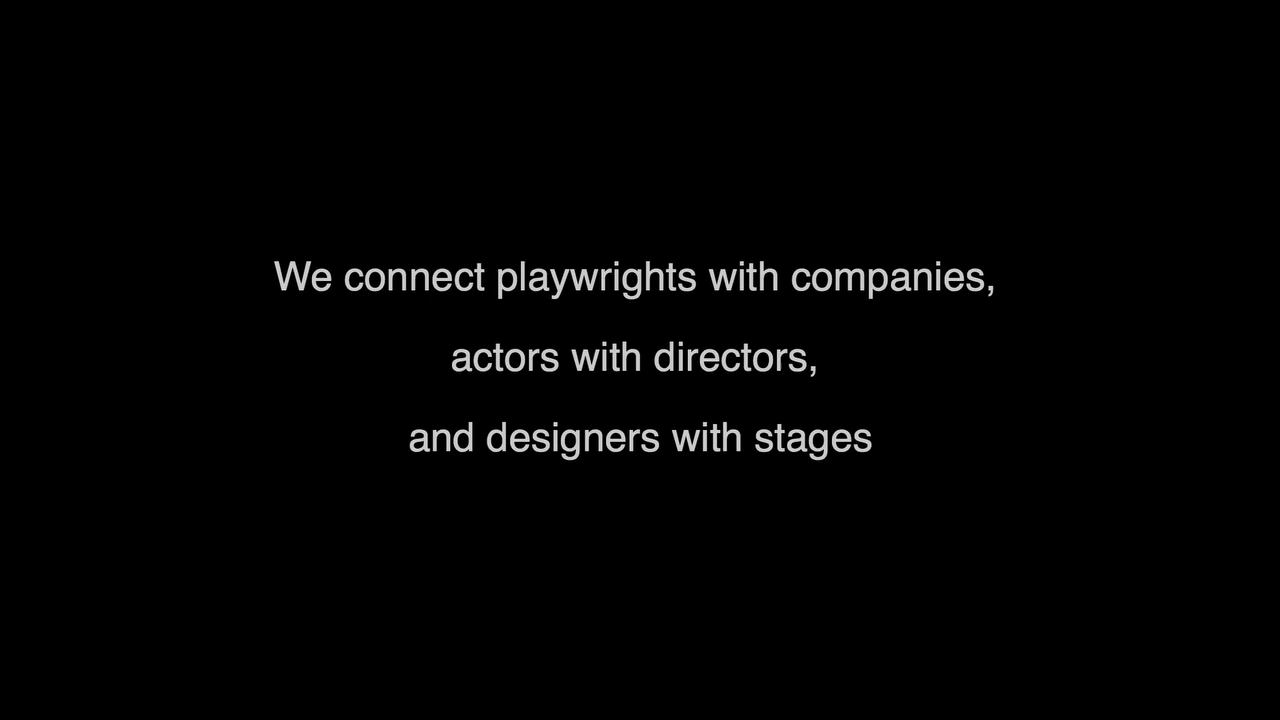 We connect playwrights with companies,
actors with directors,
and designers with stages